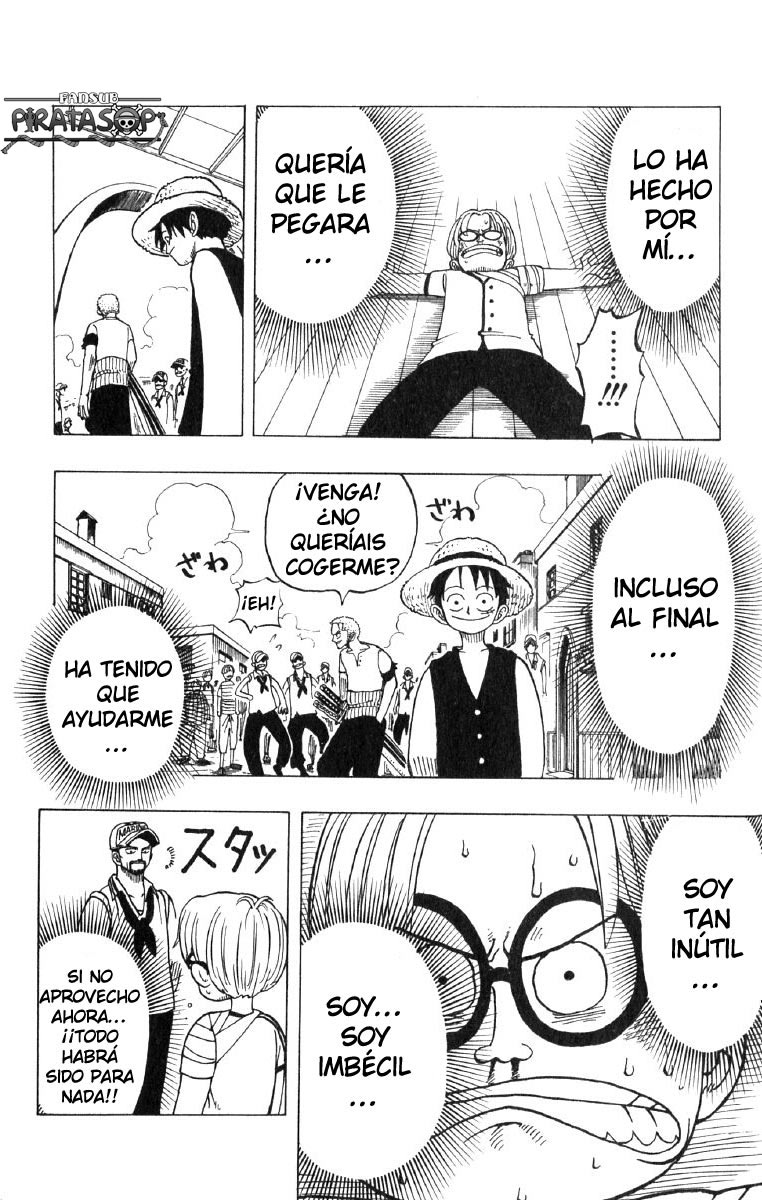 FANSUB
PIRATASOP
LO HA
HECHO
POR
MÍ...
QUERÍA
QUE LE
PEGARA
...
......!!!
INCLUSO
AL FINAL
...
ざわ
¡VENGA!
¿NO
QUERÍAIS
COGERME?
¡EH!
ざわ
HA TENIDO
QUE
AYUDARME
...
SOY
TAN
INÚTIL
...
SOY...
SOY
IMBÉCIL
...
スタッ
MARINE
SI NO
APROVECHO
AHORA...
¡¡TODO
HABRÁ
SIDO PARA
NADA!!